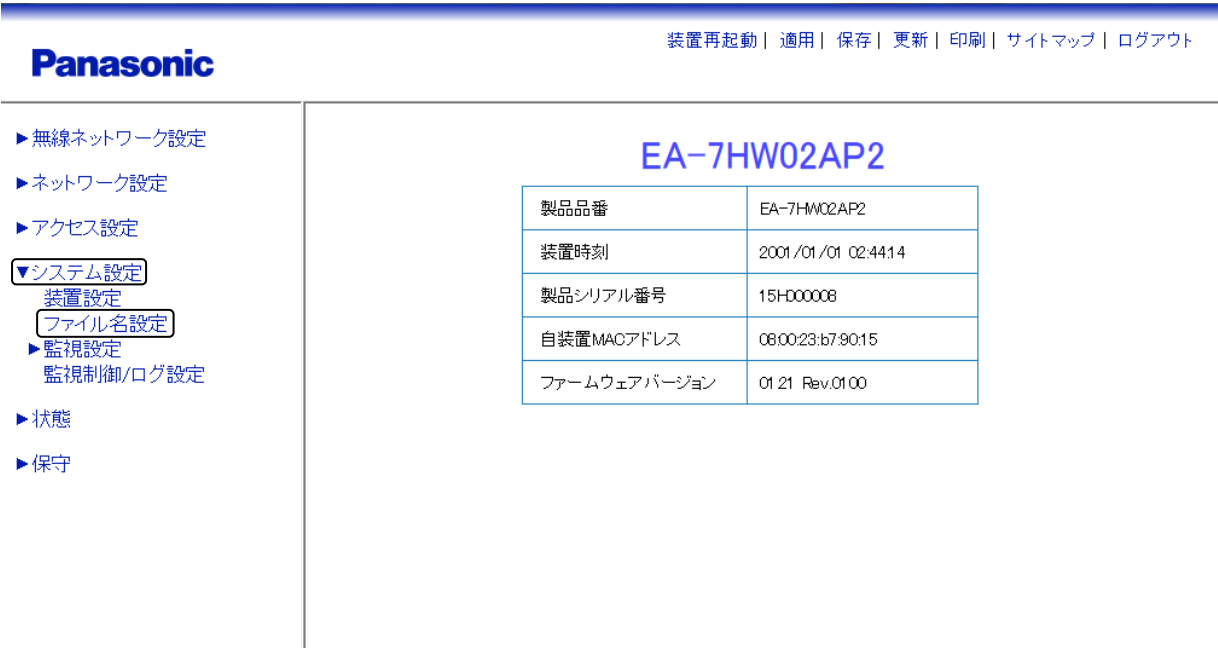 装置再起動| 適用| 保存| 更新| 印刷| サイトマップ| ログアウト
Panasonic
▶無線ネットワーク設定
▶ネットワーク設定
▶アクセス設定
▼システム設定
装置設定
ファイル名設定
▶監視設定
監視制御/ログ設定
▶状態
▶保守
EA-7HW02AP2
製品品番 EA-7HW02AP2
装置時刻 2001/01/01 02:44:14
製品シリアル番号 15H000008
自装置MACアドレス 08:00:23:b7:90:15
ファームウェアバージョン 01.21 Rev.01.00